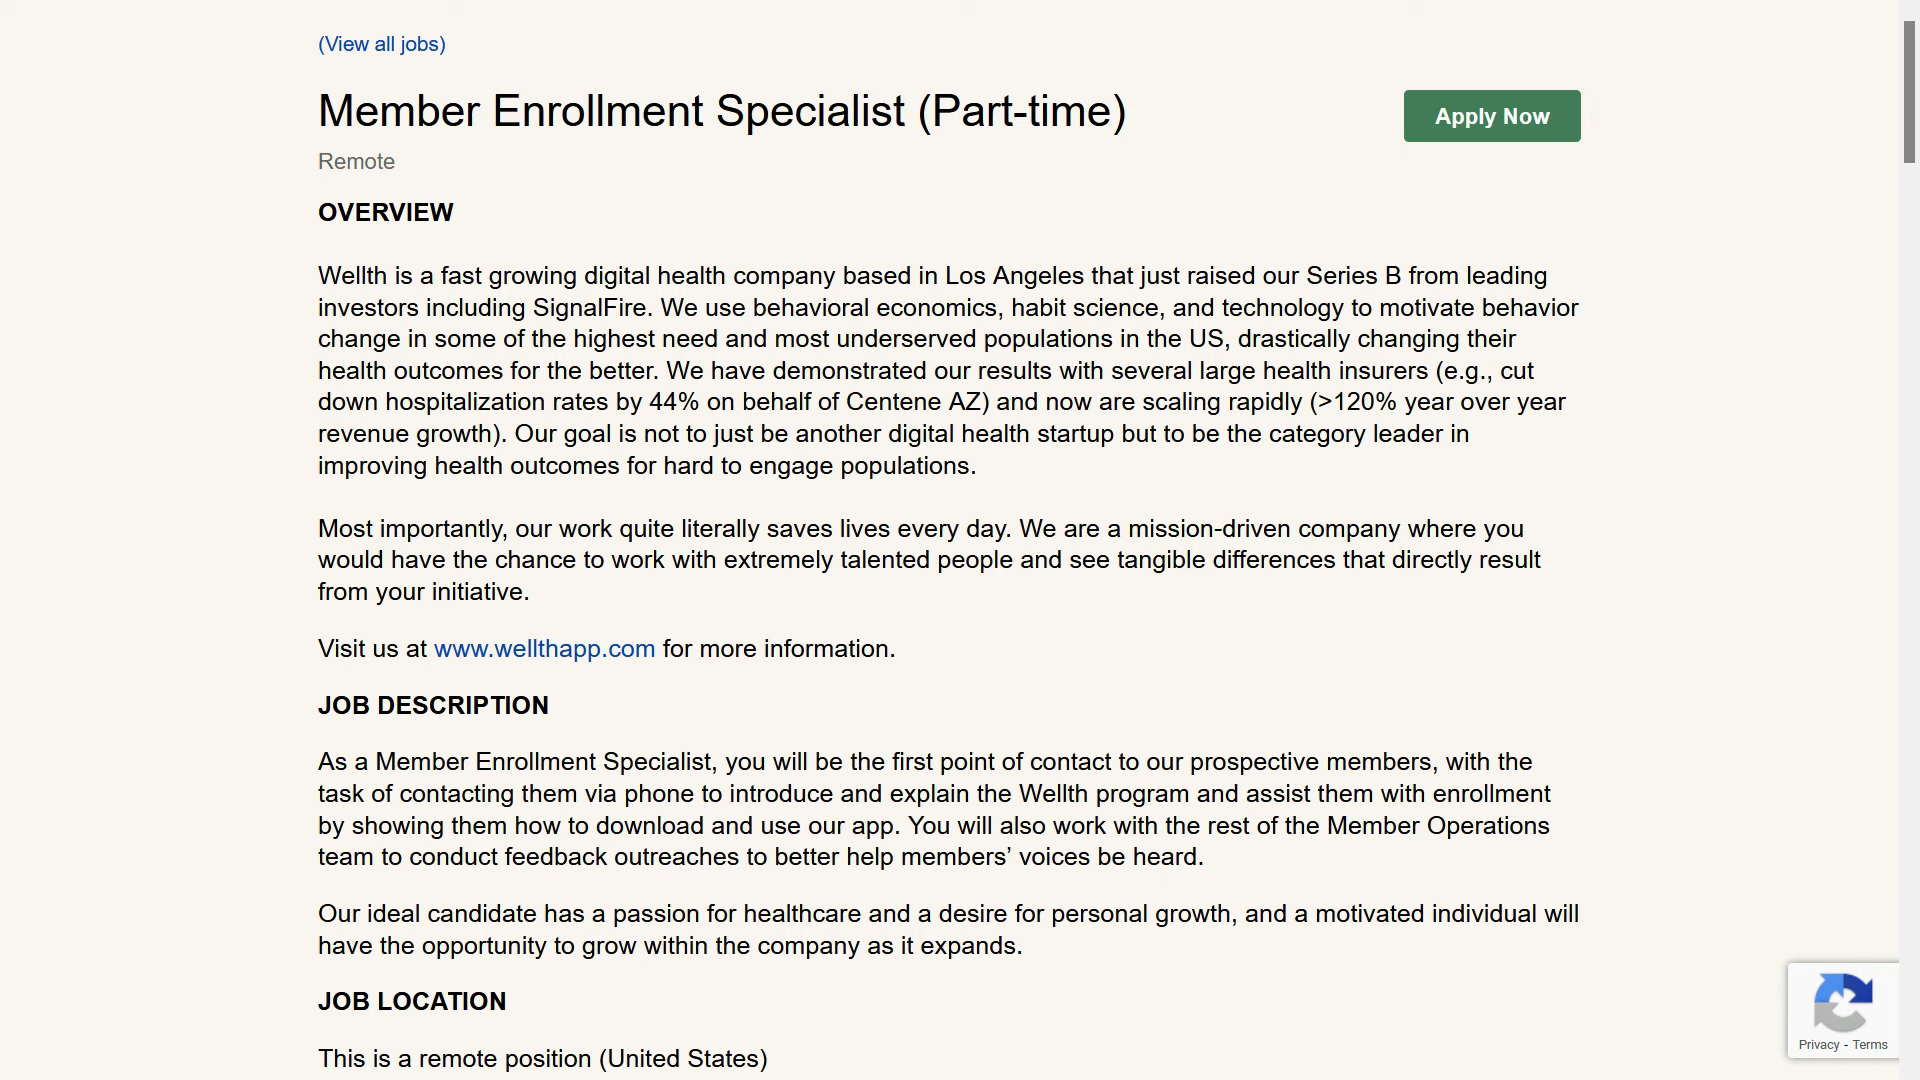 (View all jobs)
Member Enrollment Specialist (Part-time)
Apply Now
Remote
OVERVIEW
Wellth is a fast growing digital health company based in Los Angeles that just raised our Series B from leading
investors including SignalFire. We use behavioral economics, habit science, and technology to motivate behavior
change in some of the highest need and most underserved populations in the US, drastically changing their
health outcomes for the better. We have demonstrated our results with several large health insurers (e.g., cut
down hospitalization rates by 44% on behalf of Centene AZ) and now are scaling rapidly (>120% year over year
revenue growth). Our goal is not to just be another digital health startup but to be the category leader in
improving health outcomes for hard to engage populations.
Most importantly, our work quite literally saves lives every day. We are a mission-driven company where you
would have the chance to work with extremely talented people and see tangible differences that directly result
from your initiative.
Visit us at www.wellthapp.com for more information.
JOB DESCRIPTION
As a Member Enrollment Specialist, you will be the first point of contact to our prospective members, with the
task of contacting them via phone to introduce and explain the Wellth program and assist them with enrollment
by showing them how to download and use our app. You will also work with the rest of the Member Operations
team to conduct feedback outreaches to better help members’ voices be heard.
Our ideal candidate has a passion for healthcare and a desire for personal growth, and a motivated individual will
have the opportunity to grow within the company as it expands.
JOB LOCATION
This is a remote position (United States)
Privacy - Terms